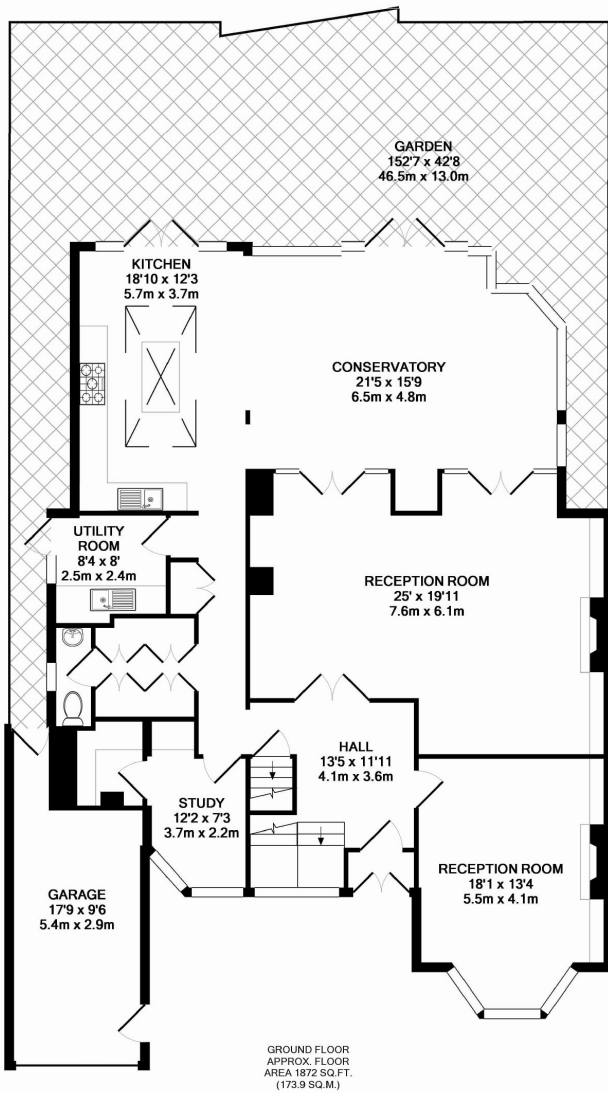 GARDEN
152'7 x 42'8
46.5m x 13.0m
KITCHEN
18'10 x 12'3
5.7m x 3.7m
CONSERVATORY
21'5 x 15'9
6.5m x 4.8m
UTILITY
ROOM
8'4 x 8'
2.5m x 2.4m
RECEPTION ROOM
25' x 19'11
7.6m x 6.1m
HALL
13'5 x 11'11
4.1m x 3.6m
STUDY
12'2 x 7'3
3.7m x 2.2m
RECEPTION ROOM
18'1 x 13'4
5.5m x 4.1m
GARAGE
17'9 x 9'6
5.4m x 2.9m
GROUND FLOOR
APPROX. FLOOR
AREA 1872 SQ.FT.
(173.9 SQ.M.)